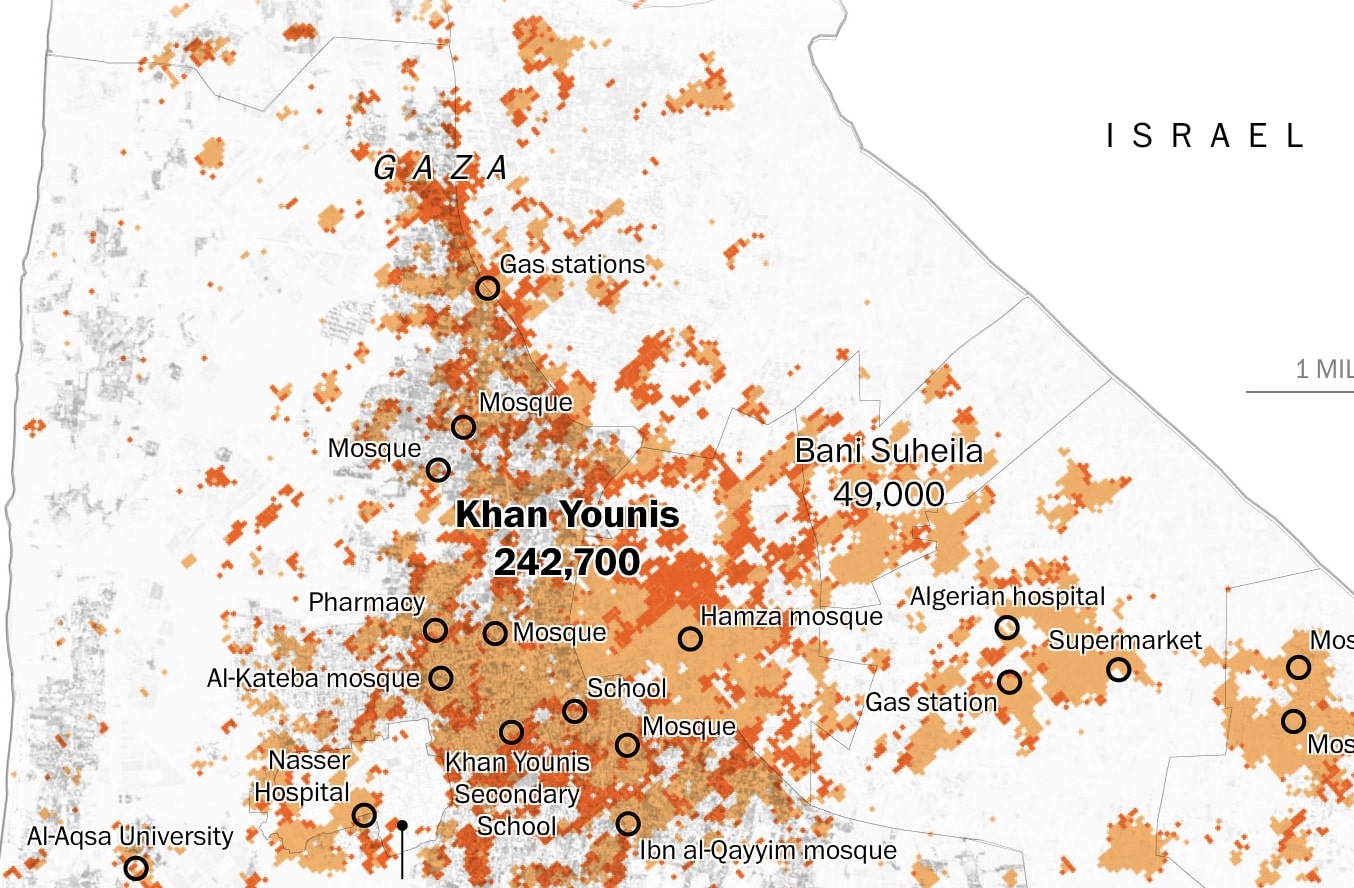 ISRAEL
GAZA
Gas stations
1 MIL
Mosque
Mosque
Bani Suheila
49,000
Khan Younis
242,700
Pharmacy
Mosque
Hamza mosque
Algerian hospital
Supermarket
Mos
Al-Kateba mosque
School
Gas station
Mosque
Mos
Nasser
Hospital
Khan Younis
Secondary
School
Al-Aqsa University
Ibn al-Qayyim mosque